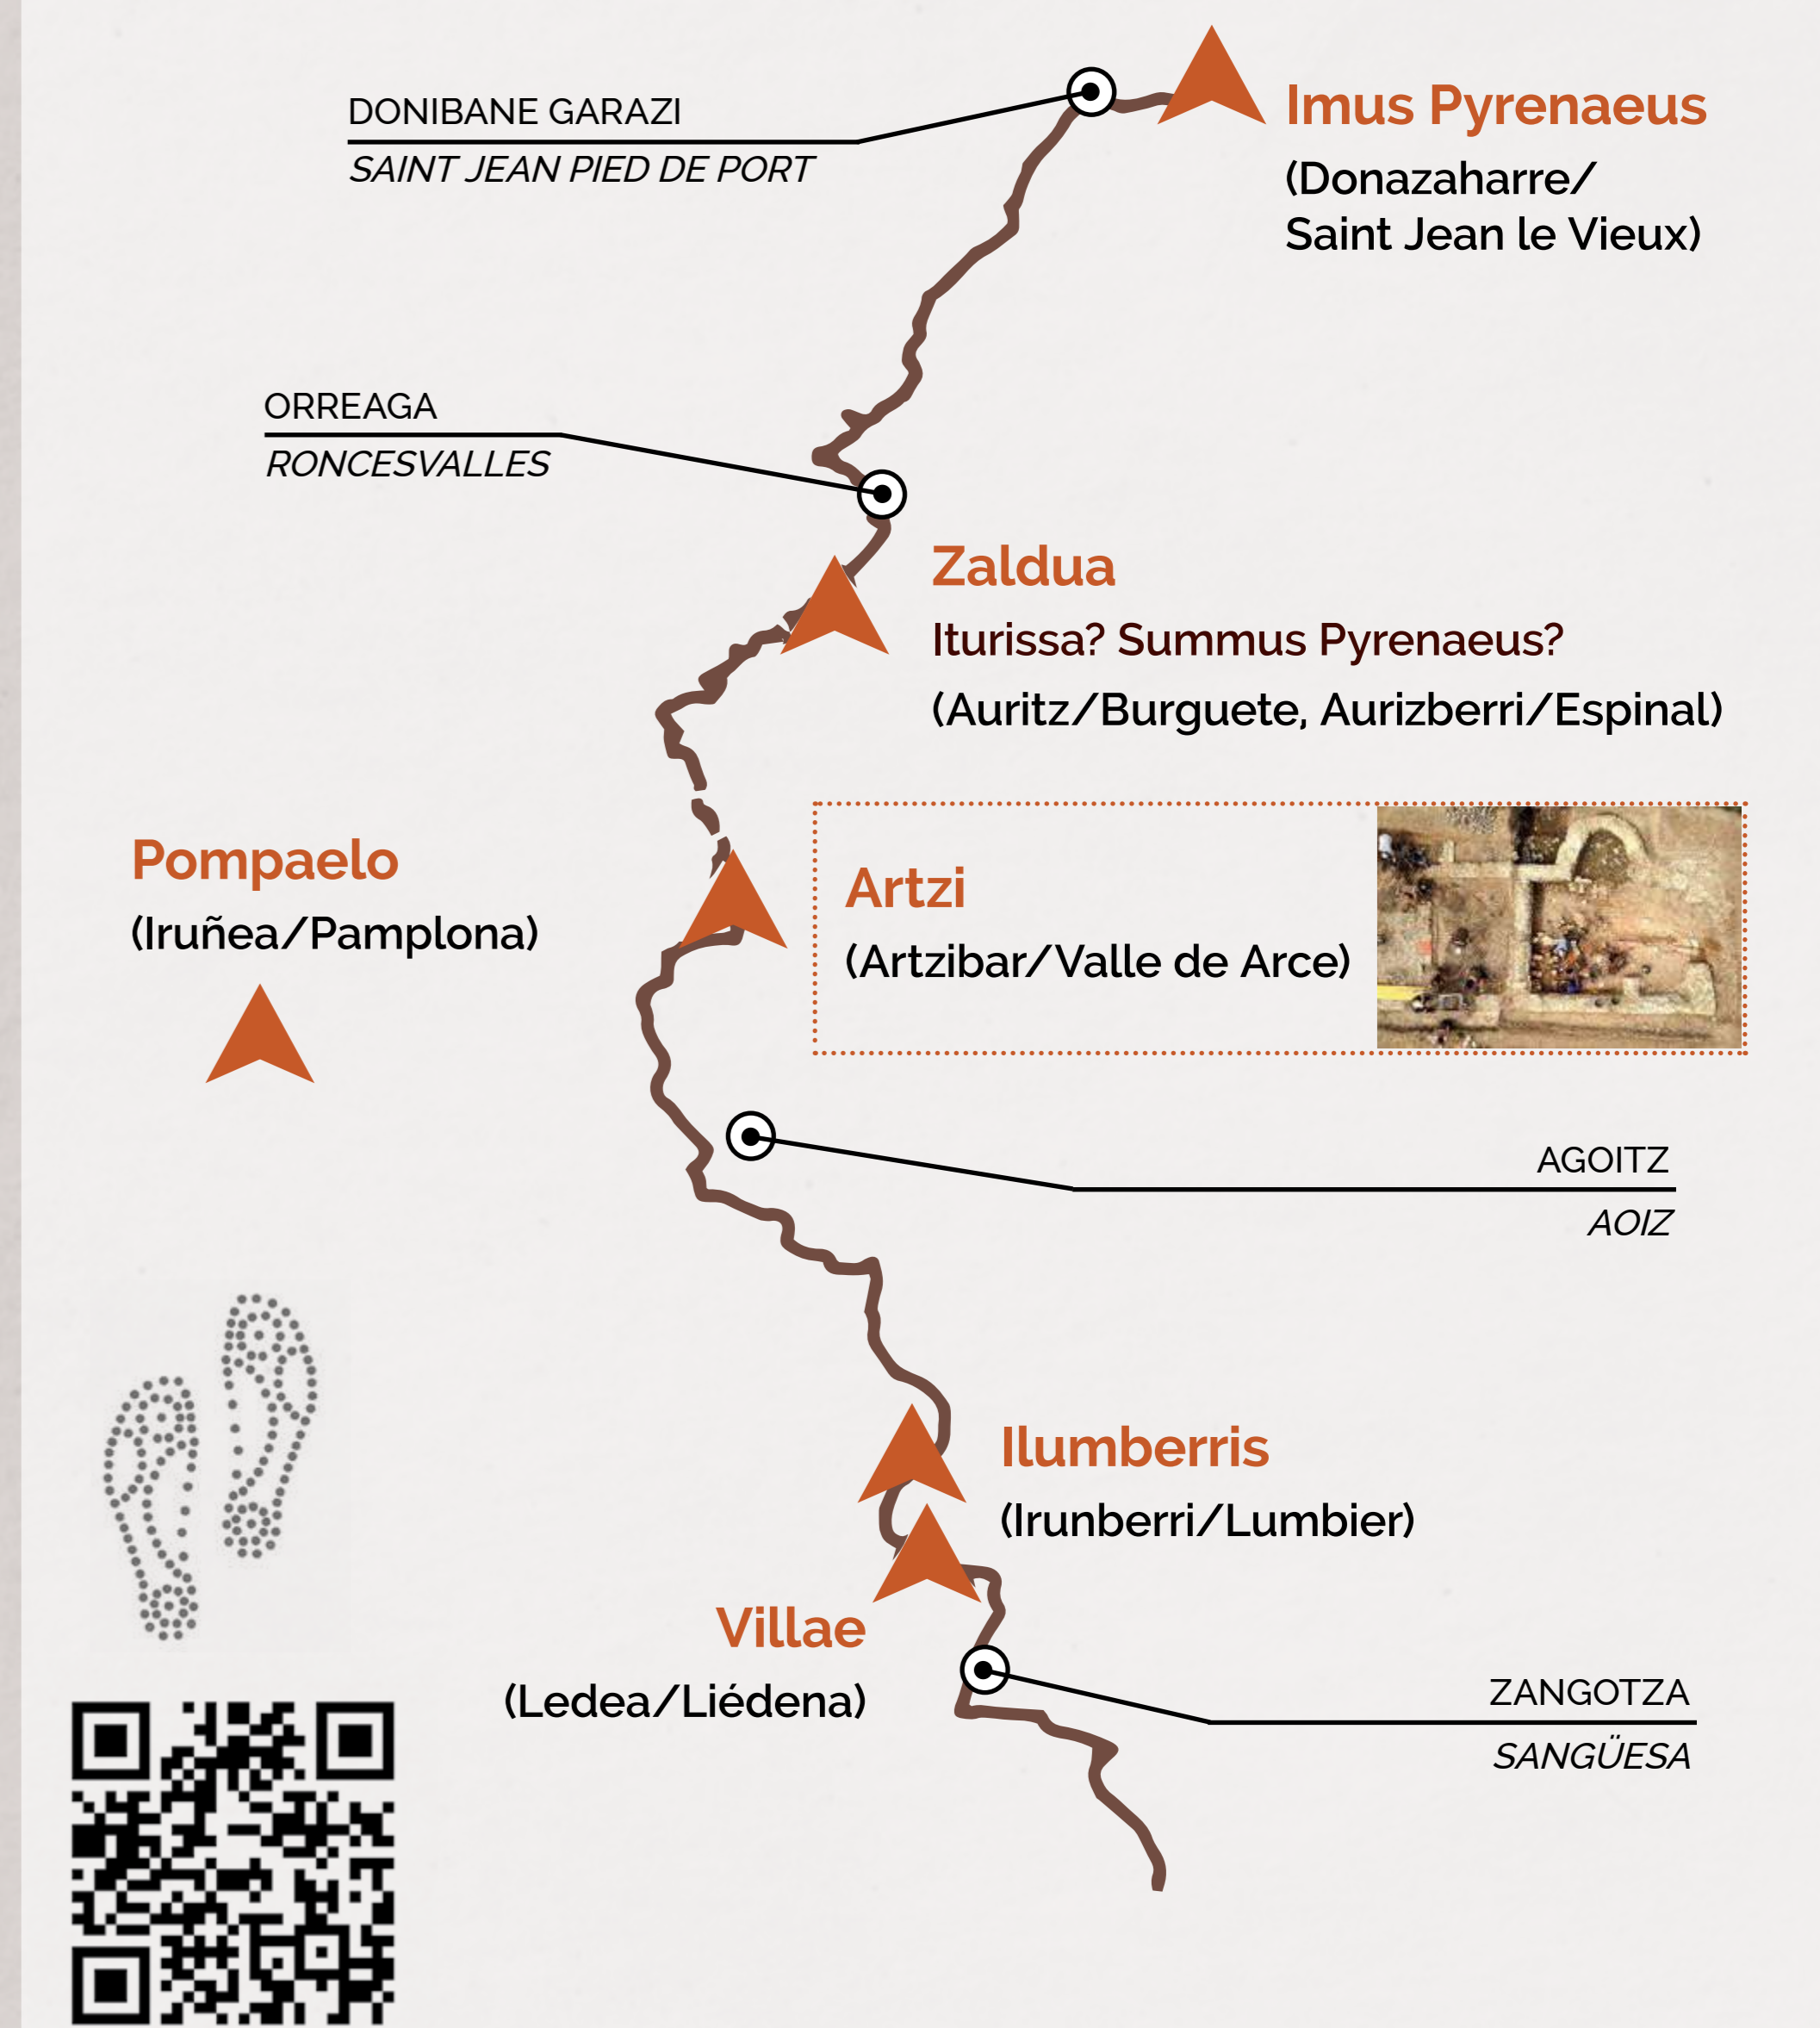 DONIBANE GARAZI
SAINT JEAN PIED DE PORT
Imus Pyrenaeus
(Donazaharre/
Saint Jean le Vieux)
ORREAGA
RONCESVALLES
Zaldua
Iturissa? Summus Pyrenaeus?
(Auritz/Burguete, Aurizberri/Espinal)
Pompaelo
(Iruñea/Pamplona)
Artzi
(Artzibar/Valle de Arce)
AGOITZ
AOIZ
Ilumberris
(Irunberri/Lumbier)
Villae
(Ledea/Liédena)
ZANGOTZA
SANGÜESA